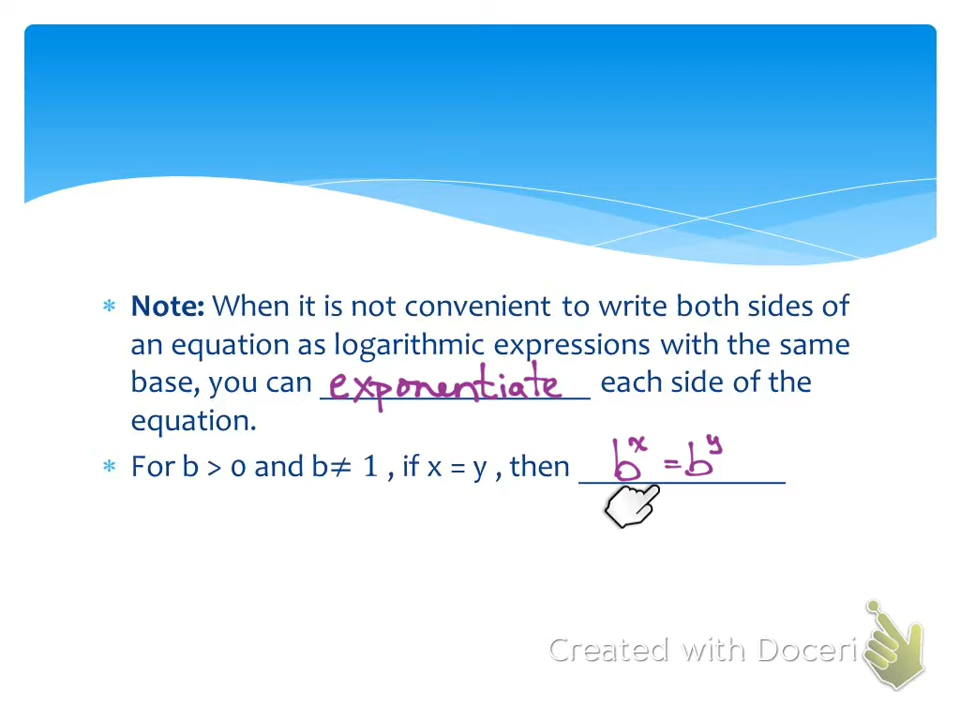 * Note: When it is not convenient to write both sides of
an equation as logarithmic expressions with the same
base, you can exponentiate each side of the
equation.
* For b > 0 and b≠ 1 , if x = y , then b^x = b^y
Created with Doceri